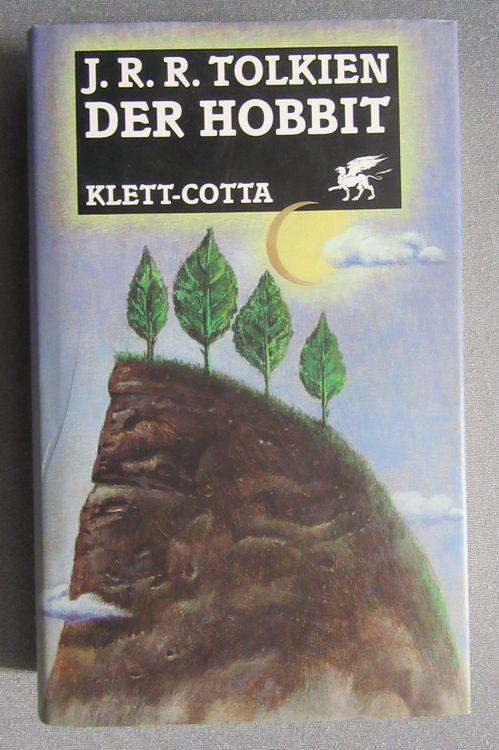 J. R. R. TOLKIEN
DER HOBBIT
KLETT-COTTA